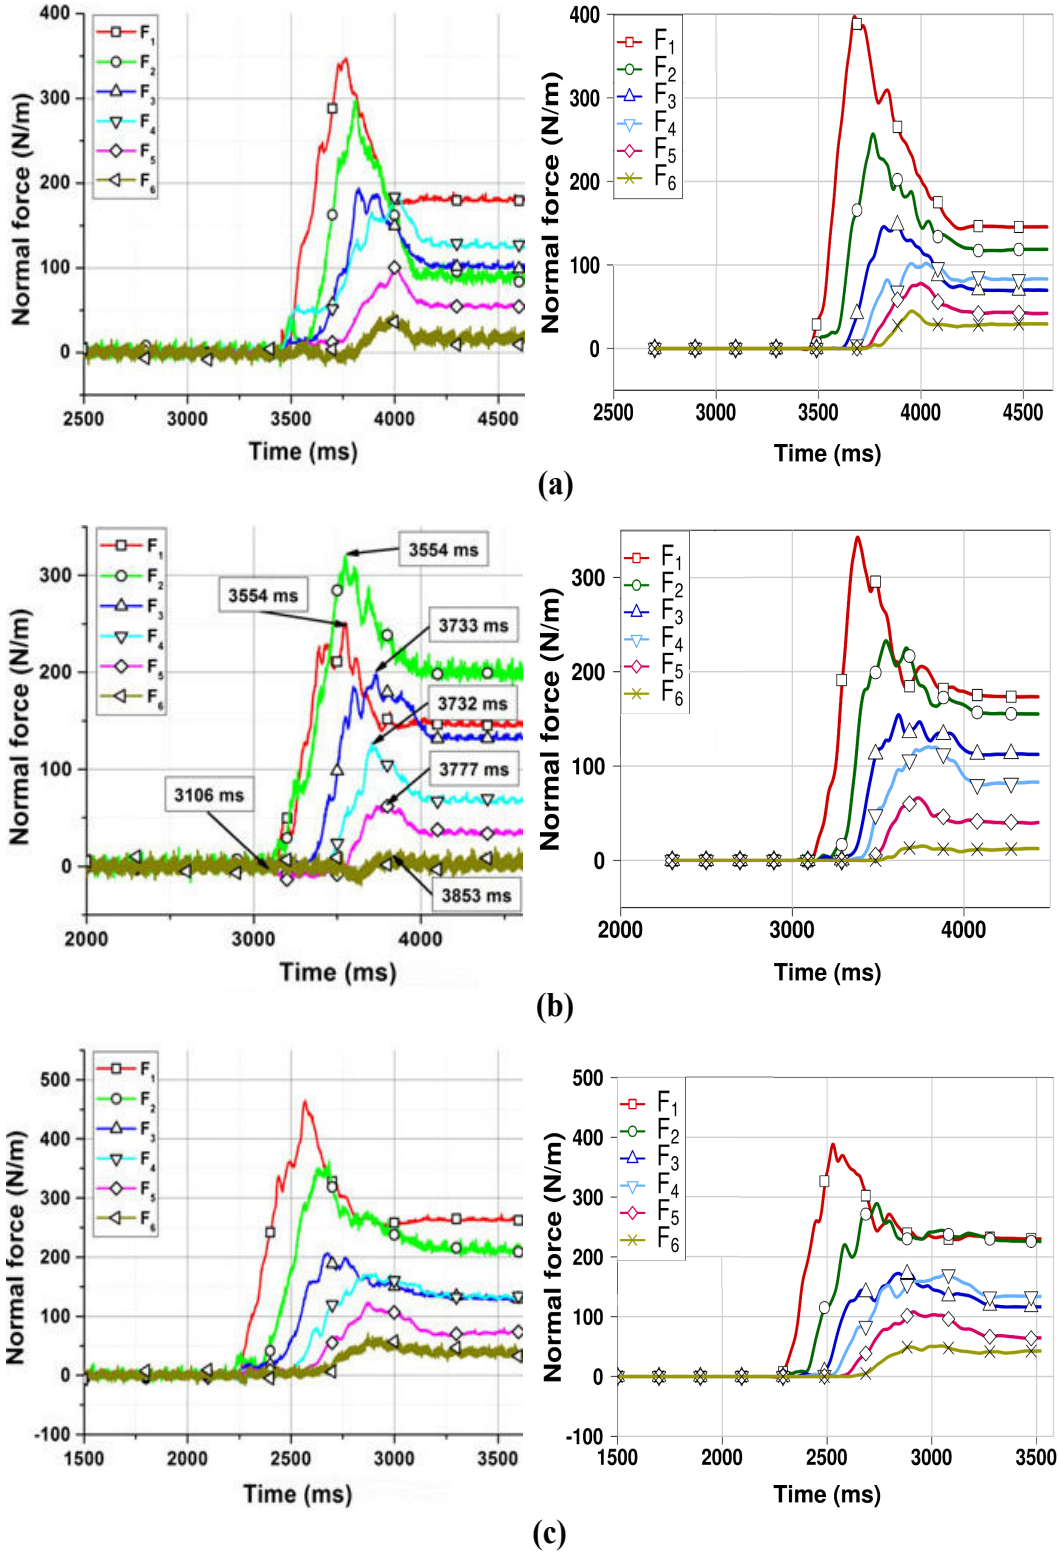 Normal force (N/m)
400
300
200
100
0
2500 3000 3500 4000 4500
Time (ms)
F1
F2
F3
F4
F5
F6
Normal force (N/m)
400
300
200
100
0
2500 3000 3500 4000 4500
Time (ms)
F1
F2
F3
F4
F5
F6
(a)
Normal force (N/m)
300
200
100
0
2000 3000 4000
Time (ms)
F1
F2
F3
F4
F5
F6
3554 ms
3554 ms
3733 ms
3732 ms
3777 ms
3106 ms
3853 ms
Normal force (N/m)
300
200
100
0
2000 3000 4000
Time (ms)
F1
F2
F3
F4
F5
F6
(b)
Normal force (N/m)
500
400
300
200
100
0
-100
1500 2000 2500 3000 3500
Time (ms)
F1
F2
F3
F4
F5
F6
Normal force (N/m)
500
400
300
200
100
0
-100
1500 2000 2500 3000 3500
Time (ms)
F1
F2
F3
F4
F5
F6
(c)